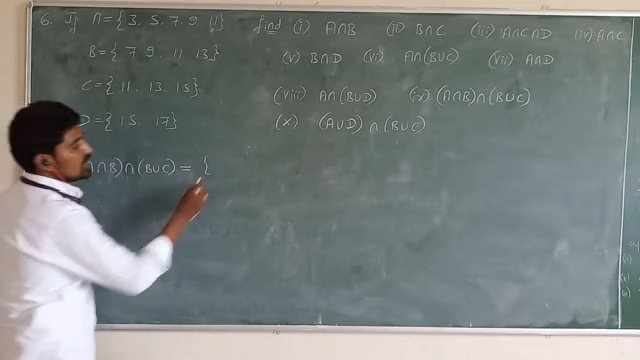 6. If A = { 3. 5. 7. 9. 11 } find (i) A∩B (ii) B∩C (iii) A∩C∩D (iv) A∩C
B = { 7 9 . 11 13 } (v) B∩D (vi) A∩(B∪C) (vii) A∩D
C = { 11 . 13 . 15 } (viii) A∩(B∪D) (ix) (A∩B)∩(B∪C)
D = { 15. 17 } (x) (A∪D) ∩ (B∪C)
A∩B)∩(B∪C) = {